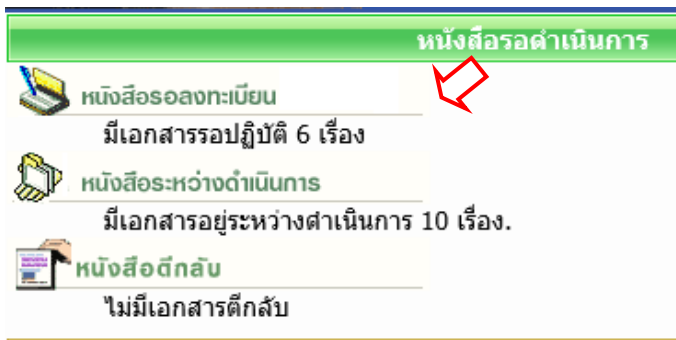 หนังสือรอดำเนินการ
หนังสือรอลงทะเบียน
มีเอกสารรอปฏิบัติ 6 เรื่อง
หนังสือระหว่างดำเนินการ
มีเอกสารอยู่ระหว่างดำเนินการ 10 เรื่อง.
หนังสือตีกลับ
ไม่มีเอกสารตีกลับ